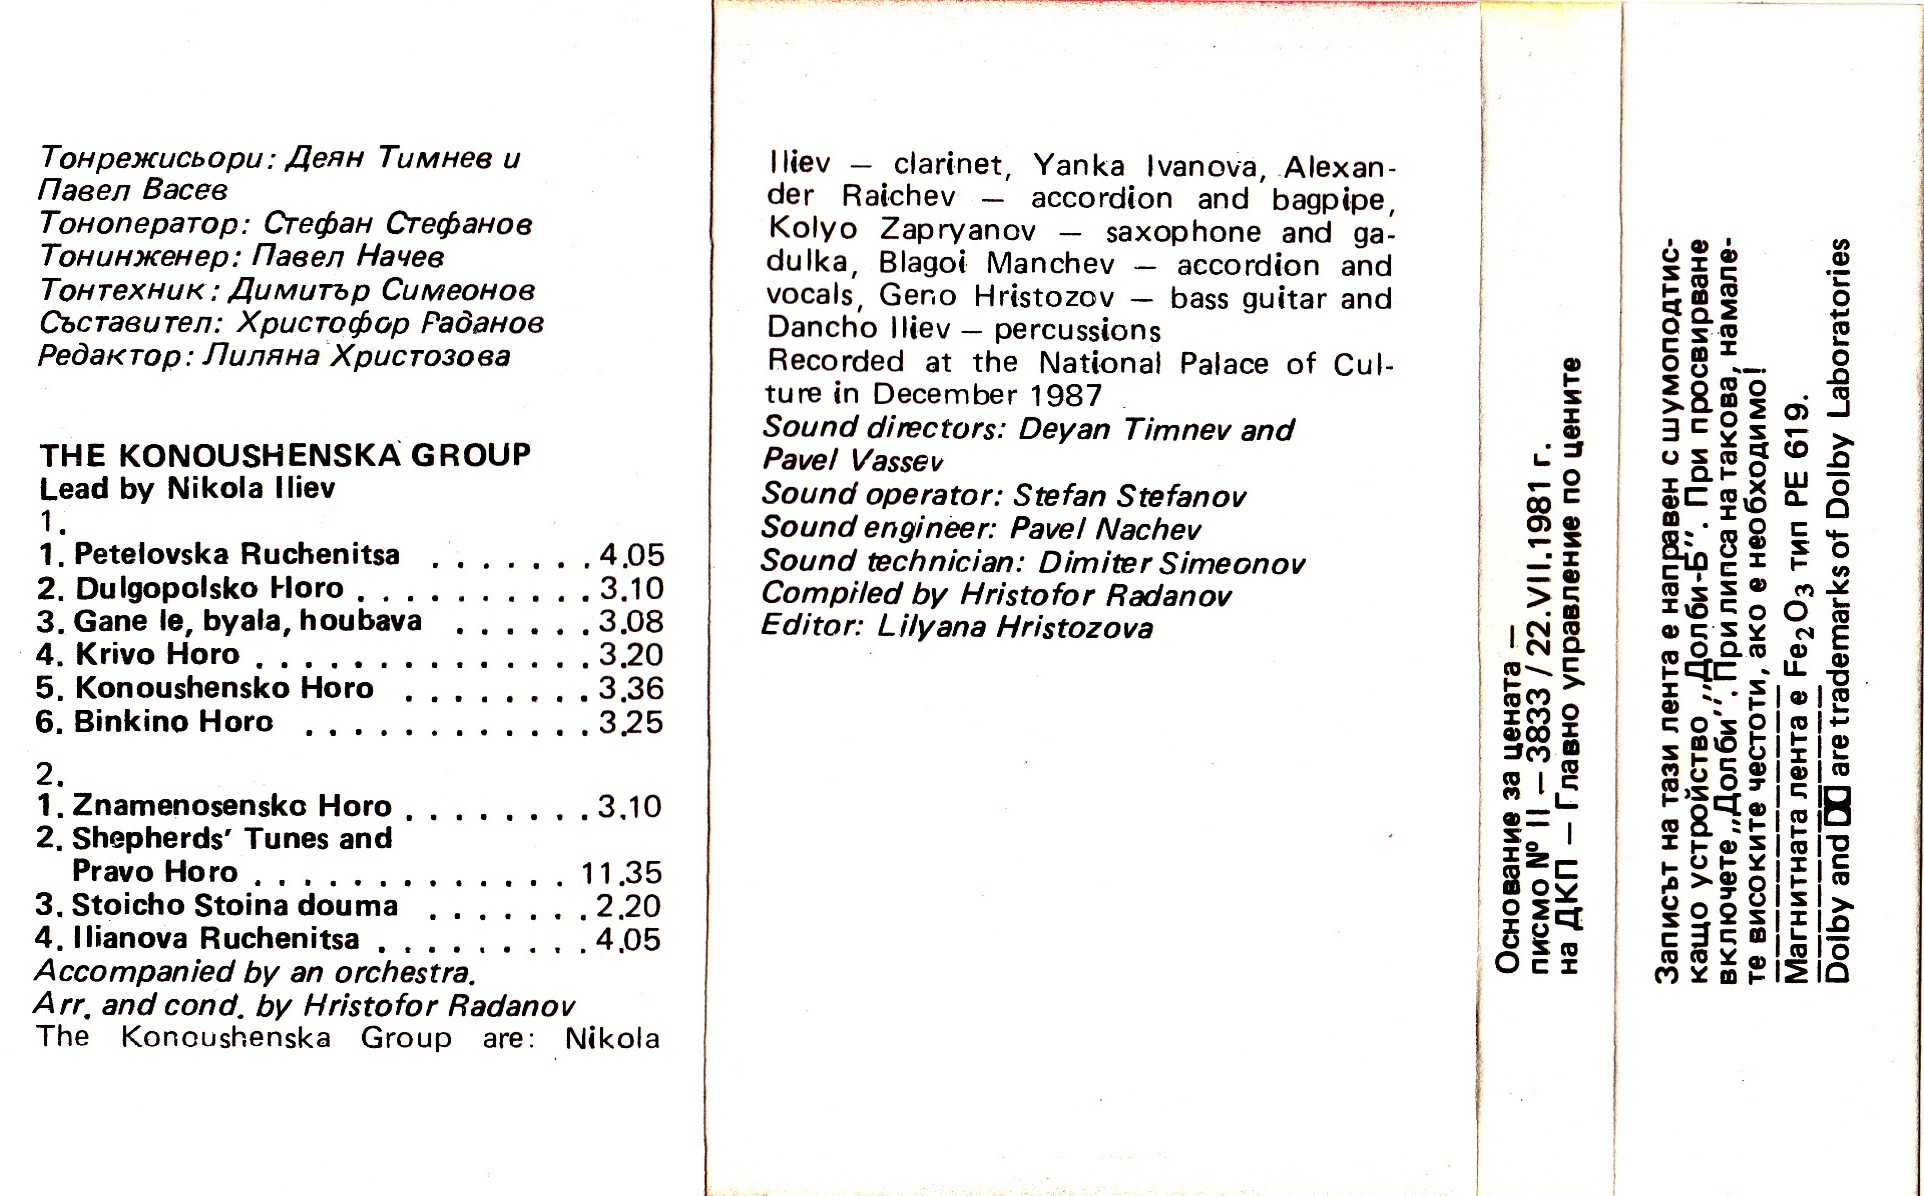 Тонрежисьори: Деян Тимнев и
Павел Васев
Тоноператор: Стефан Стефанов
Тонинженер: Павел Начев
Тонтехник: Димитър Симеонов
Съставител: Христофор Раданов
Редактор: Лиляна Христозова
THE KONOUSHENSKA GROUP
Lead by Nikola Iliev
1.
1. Petelovska Ruchenitsa . . . . . . . 4.05
2. Dulgopolsko Horo . . . . . . . . . . 3.10
3. Gane le, byala, houbava . . . . . . 3.08
4. Krivo Horo . . . . . . . . . . . . . 3.20
5. Konoushensko Horo . . . . . . . . 3.36
6. Binkino Horo . . . . . . . . . . . . 3.25
2.
1. Znamenosensko Horo . . . . . . . . 3.10
2. Shepherds' Tunes and
Pravo Horo . . . . . . . . . . . . . 11.35
3. Stoicho Stoina douma . . . . . . . 2.20
4. Ilianova Ruchenitsa . . . . . . . . . 4.05
Accompanied by an orchestra.
Arr. and cond. by Hristofor Radanov
The Konoushenska Group are: Nikola
Iliev — clarinet, Yanka Ivanova, Alexan-
der Raichev — accordion and bagpipe,
Kolyo Zapryanov — saxophone and ga-
dulka, Blagoi Manchev — accordion and
vocals, Geno Hristozov — bass guitar and
Dancho Iliev — percussions
Recorded at the National Palace of Cul-
ture in December 1987
Sound directors: Deyan Timnev and
Pavel Vassev
Sound operator: Stefan Stefanov
Sound engineer: Pavel Nachev
Sound technician: Dimiter Simeonov
Compiled by Hristofor Radanov
Editor: Lilyana Hristozova
Основание за цената —
писмо № II — 3833 / 22.VII.1981 г.
на ДКП — Главно управление по цените
Записът на тази лента е направен с шумоподтис-
кащо устройство „Долби-Б”. При просвирване
включете „Долби”. При липса на такова, намале-
те високите честоти, ако е необходимо!
Магнитната лента е Fe2O3 тип PE 619.
Dolby and are trademarks of Dolby Laboratories